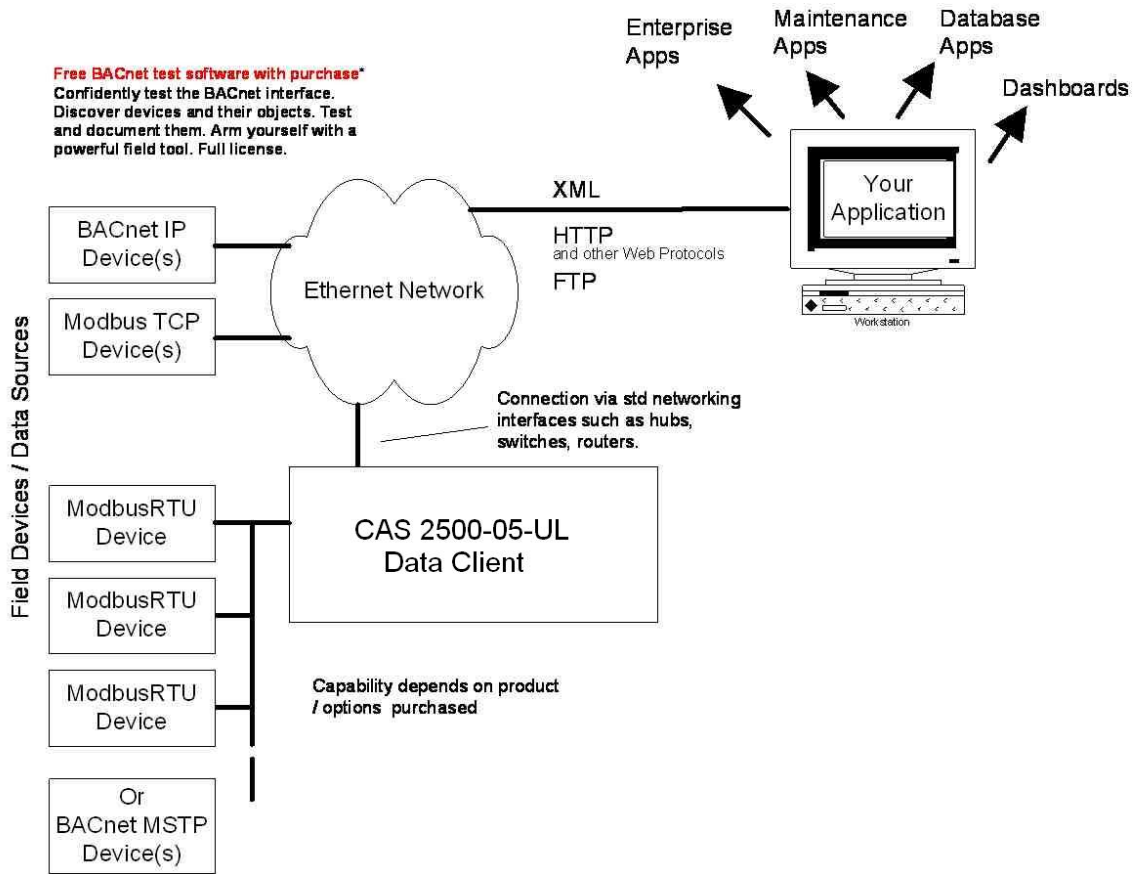 Enterprise
Apps
Maintenance
Apps
Database
Apps
Dashboards
Free BACnet test software with purchase*
Confidently test the BACnet interface.
Discover devices and their objects. Test
and document them. Arm yourself with a
powerful field tool. Full license.
BACnet IP
Device(s)
Modbus TCP
Device(s)
Ethernet Network
XML
HTTP
and other Web Protocols
FTP
Your
Application
Workstation
Connection via std networking
interfaces such as hubs,
switches, routers.
Field Devices / Data Sources
ModbusRTU
Device
ModbusRTU
Device
ModbusRTU
Device
Or
BACnet MSTP
Device(s)
CAS 2500-05-UL
Data Client
Capability depends on product
/ options purchased